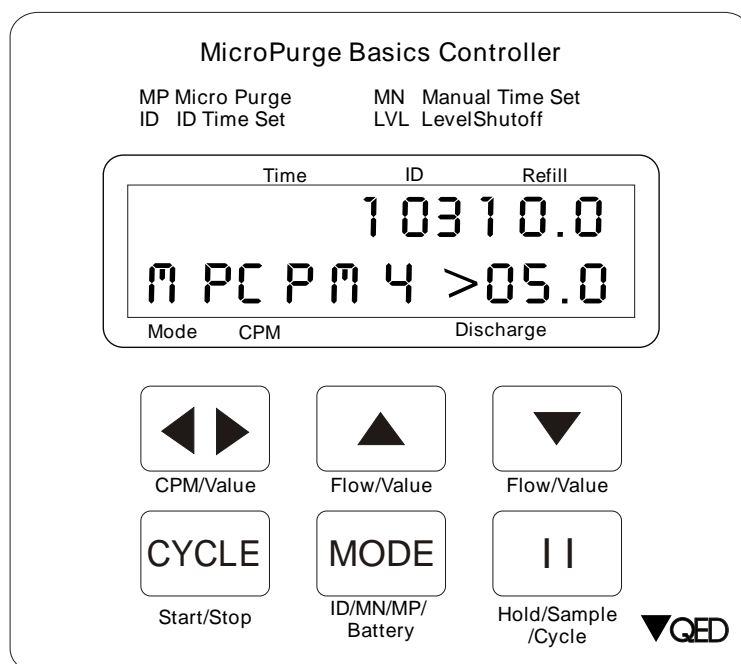 MicroPurge Basics Controller
MP Micro Purge MN Manual Time Set
ID ID Time Set LVL LevelShutoff
Time ID Refill
10310.0
M PCPM 4 >05.0
Mode CPM Discharge
CPM/Value Flow/Value Flow/Value
CYCLE MODE II
Start/Stop ID/MN/MP/ Hold/Sample
Battery /Cycle
QED